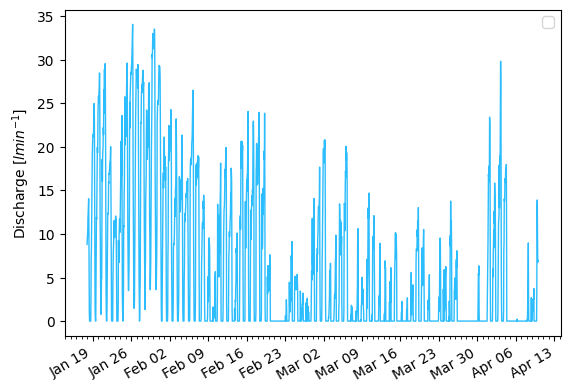 Discharge [lmin⁻¹]
35
30
25
20
15
10
5
0
Jan 19
Jan 26
Feb 02
Feb 09
Feb 16
Feb 23
Mar 02
Mar 09
Mar 16
Mar 23
Mar 30
Apr 06
Apr 13